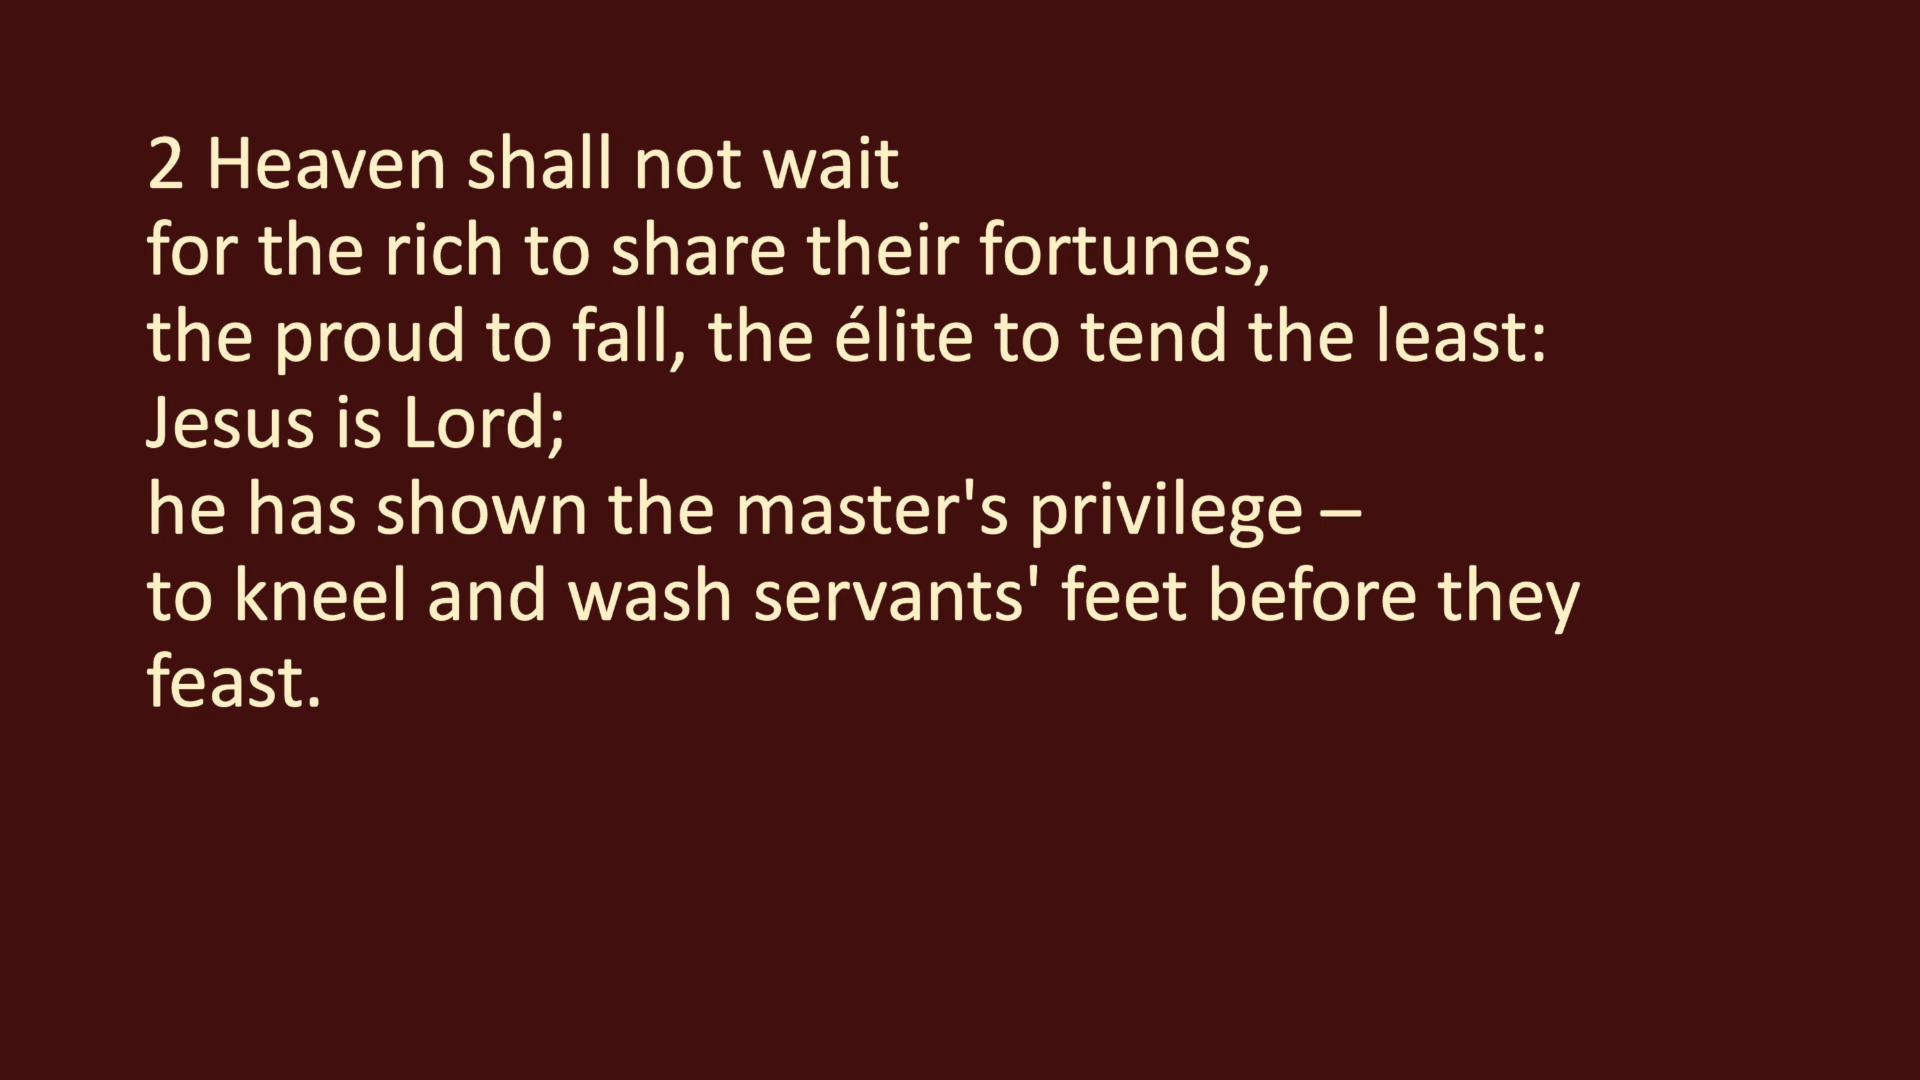 2 Heaven shall not wait
for the rich to share their fortunes,
the proud to fall, the élite to tend the least:
Jesus is Lord;
he has shown the master's privilege –
to kneel and wash servants' feet before they
feast.